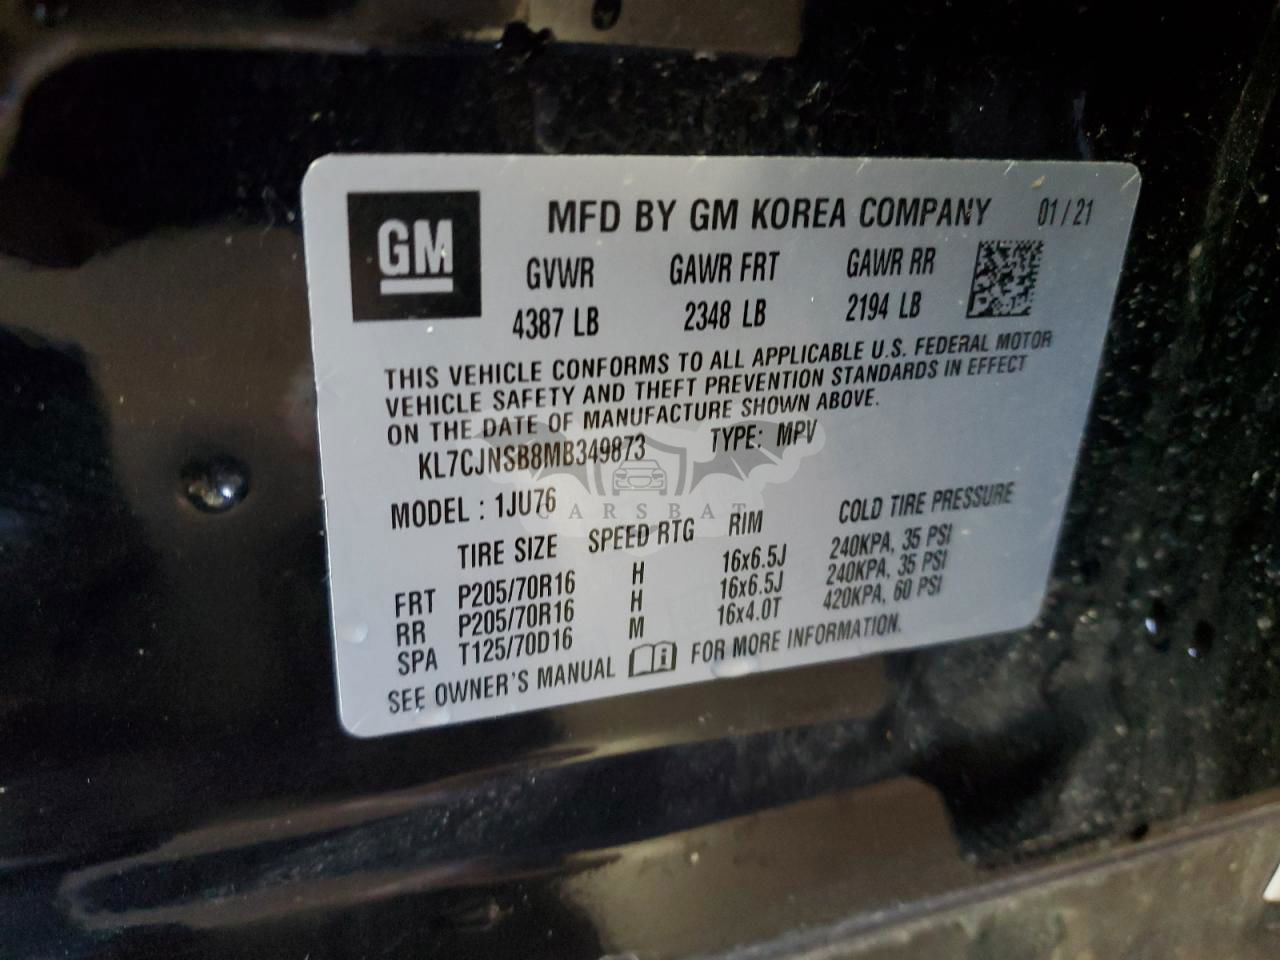 GM
MFD BY GM KOREA COMPANY 01/21
GVWR GAWR FRT GAWR RR
4387 LB 2348 LB 2194 LB
THIS VEHICLE CONFORMS TO ALL APPLICABLE U.S. FEDERAL MOTOR
VEHICLE SAFETY AND THEFT PREVENTION STANDARDS IN EFFECT
ON THE DATE OF MANUFACTURE SHOWN ABOVE.
KL7CJNSB8MB349873 TYPE: MPV
MODEL : 1JU76
CARSBAT
TIRE SIZE SPEED RTG RIM COLD TIRE PRESSURE
FRT P205/70R16 H 16x6.5J 240KPA, 35 PSI
RR P205/70R16 H 16x6.5J 240KPA, 35 PSI
SPA T125/70D16 M 16x4.0T 420KPA, 60 PSI
SEE OWNER'S MANUAL i FOR MORE INFORMATION.